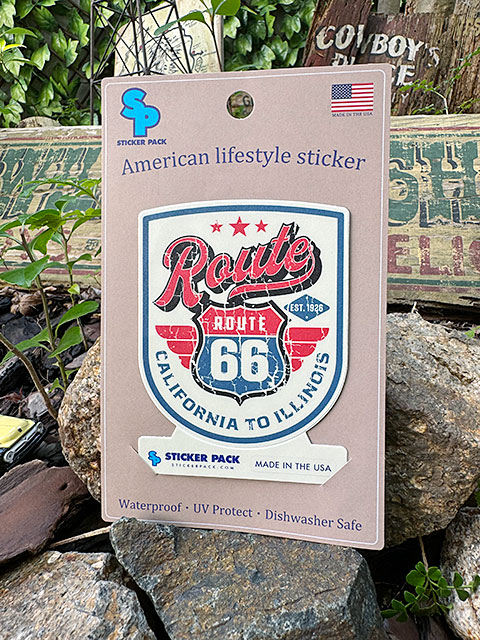 COWBOY'S
SP
STICKER PACK
MADE IN THE USA
American lifestyle sticker
Route
EST. 1926
ROUTE
66
CALIFORNIA TO ILLINOIS
SP STICKER PACK
STICKERPACK.COM
MADE IN THE USA
Waterproof・UV Protect・Dishwasher Safe